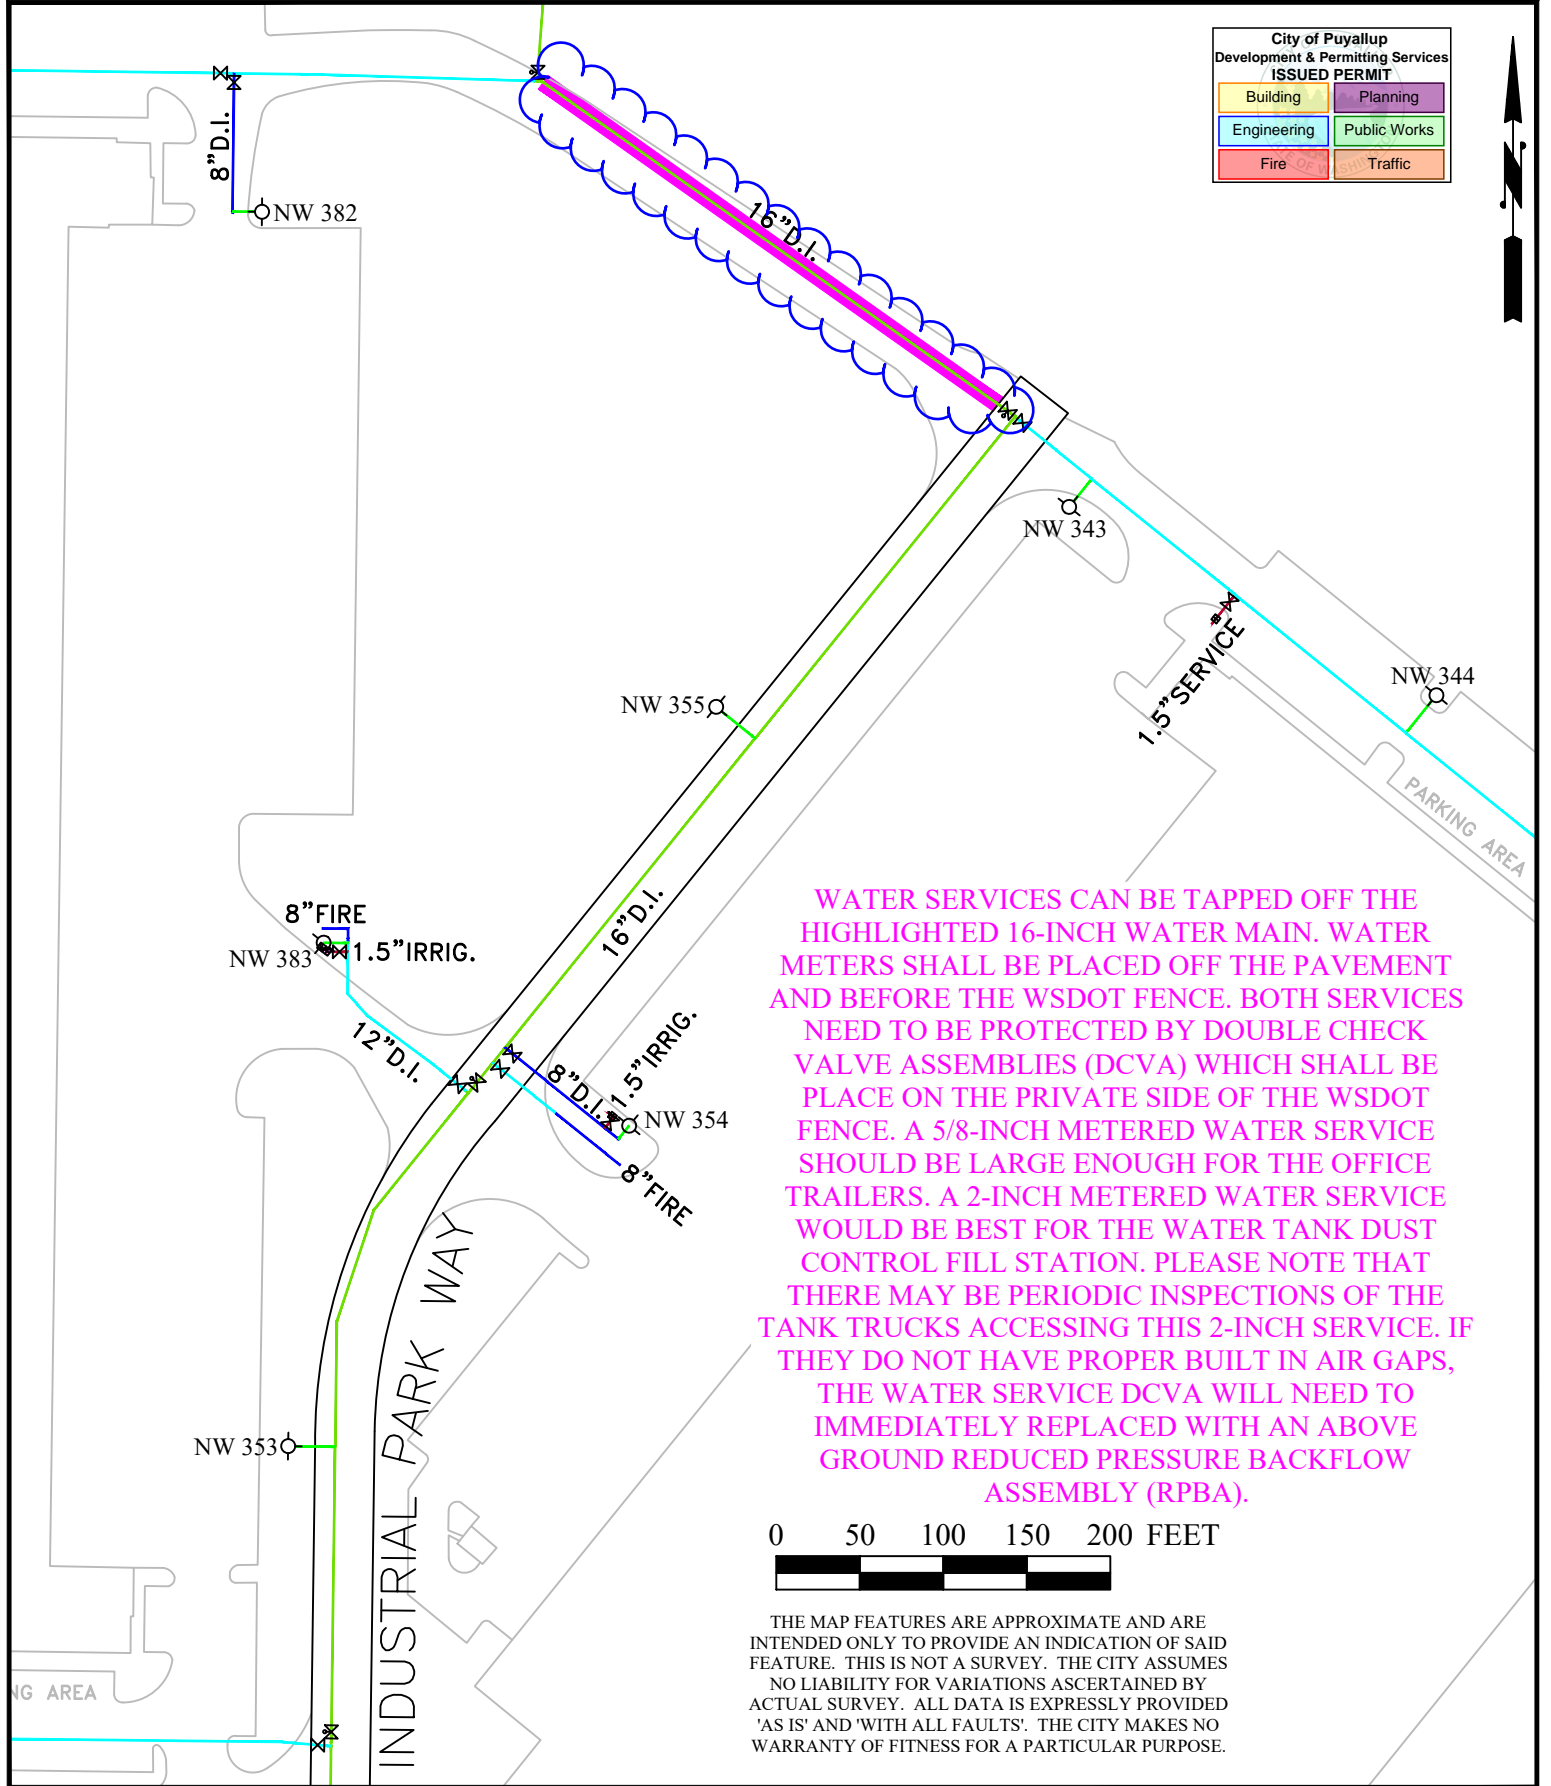 City of Puyallup
Development & Permitting Services
ISSUED PERMIT
Building
Planning
Engineering
Public Works
Fire
Traffic
OF WASHI
N
8”D.I.
NW 382
16”D.I.
NW 343
1.5”SERVICE
NW 344
PARKING AREA
NW 355
16”D.I.
8”FIRE
1.5”IRRIG.
NW 383
12”D.I.
8”D.I.
1.5”IRRIG.
NW 354
8”FIRE
INDUSTRIAL PARK WAY
NW 353
NG AREA
WATER SERVICES CAN BE TAPPED OFF THE
HIGHLIGHTED 16-INCH WATER MAIN. WATER
METERS SHALL BE PLACED OFF THE PAVEMENT
AND BEFORE THE WSDOT FENCE. BOTH SERVICES
NEED TO BE PROTECTED BY DOUBLE CHECK
VALVE ASSEMBLIES (DCVA) WHICH SHALL BE
PLACE ON THE PRIVATE SIDE OF THE WSDOT
FENCE. A 5/8-INCH METERED WATER SERVICE
SHOULD BE LARGE ENOUGH FOR THE OFFICE
TRAILERS. A 2-INCH METERED WATER SERVICE
WOULD BE BEST FOR THE WATER TANK DUST
CONTROL FILL STATION. PLEASE NOTE THAT
THERE MAY BE PERIODIC INSPECTIONS OF THE
TANK TRUCKS ACCESSING THIS 2-INCH SERVICE. IF
THEY DO NOT HAVE PROPER BUILT IN AIR GAPS,
THE WATER SERVICE DCVA WILL NEED TO
IMMEDIATELY REPLACED WITH AN ABOVE
GROUND REDUCED PRESSURE BACKFLOW
ASSEMBLY (RPBA).
0 50 100 150 200 FEET
THE MAP FEATURES ARE APPROXIMATE AND ARE
INTENDED ONLY TO PROVIDE AN INDICATION OF SAID
FEATURE. THIS IS NOT A SURVEY. THE CITY ASSUMES
NO LIABILITY FOR VARIATIONS ASCERTAINED BY
ACTUAL SURVEY. ALL DATA IS EXPRESSLY PROVIDED
'AS IS' AND 'WITH ALL FAULTS'. THE CITY MAKES NO
WARRANTY OF FITNESS FOR A PARTICULAR PURPOSE.